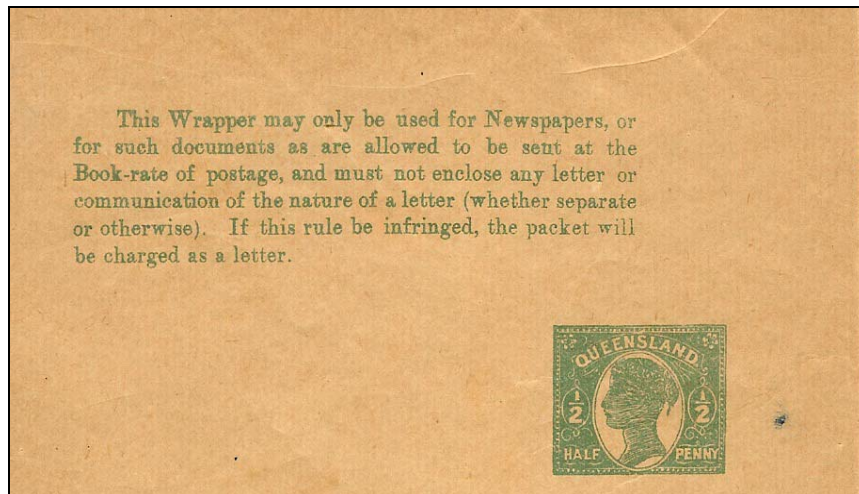 This Wrapper may only be used for Newspapers, or
for such documents as are allowed to be sent at the
Book-rate of postage, and must not enclose any letter or
communication of the nature of a letter (whether separate
or otherwise). If this rule be infringed, the packet will
be charged as a letter.
QUEENSLAND
½ ½
HALF PENNY